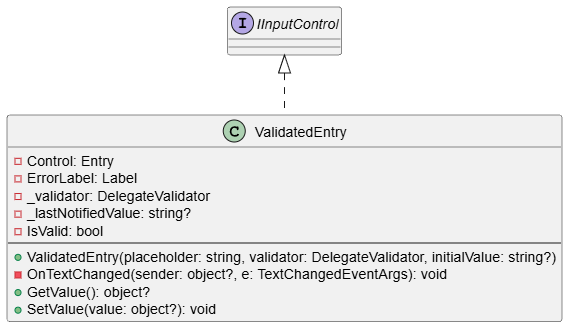 I IInputControl
C ValidatedEntry
Control: Entry
ErrorLabel: Label
_validator: DelegateValidator
_lastNotifiedValue: string?
IsValid: bool
ValidatedEntry(placeholder: string, validator: DelegateValidator, initialValue: string?)
OnTextChanged(sender: object?, e: TextChangedEventArgs): void
GetValue(): object?
SetValue(value: object?): void